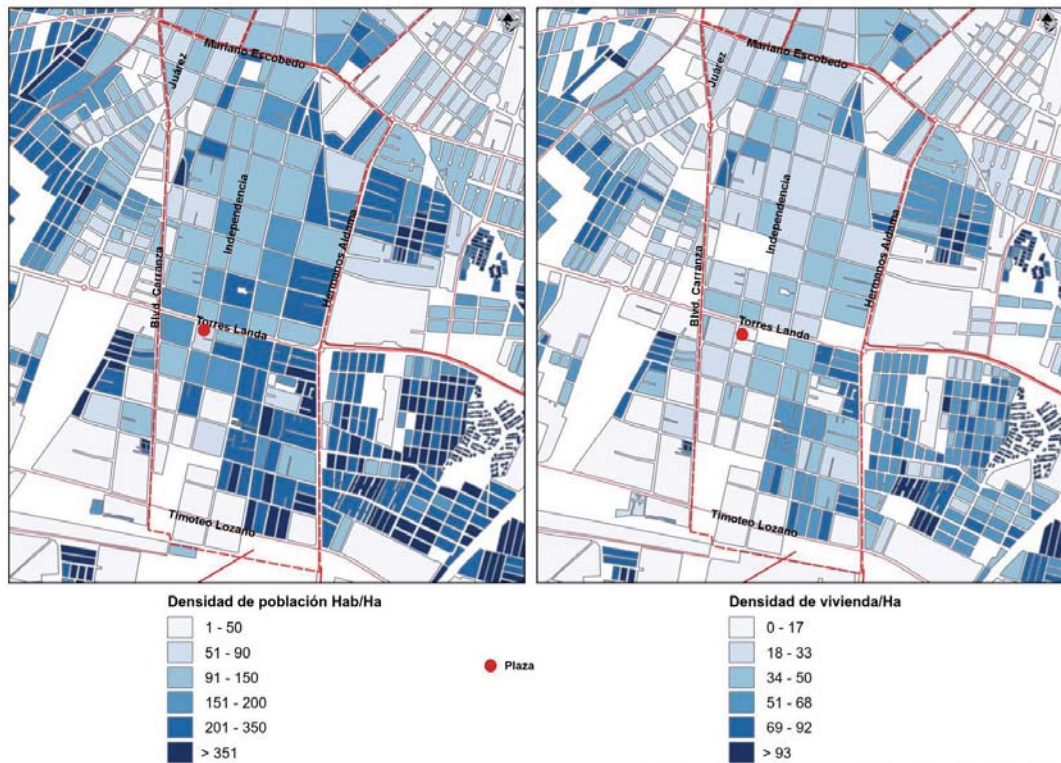 Mariano Escobedo
Juárez
Independencia
Blvd. Carranza
Hermanos Aldama
Torres Landa
Timoteo Lozano
Mariano Escobedo
Juárez
Independencia
Blvd. Carranza
Hermanos Aldama
Torres Landa
Timoteo Lozano
Densidad de población Hab/Ha
1 - 50
51 - 90
91 - 150
151 - 200
201 - 350
> 351
Plaza
Densidad de vivienda/Ha
0 - 17
18 - 33
34 - 50
51 - 68
69 - 92
> 93